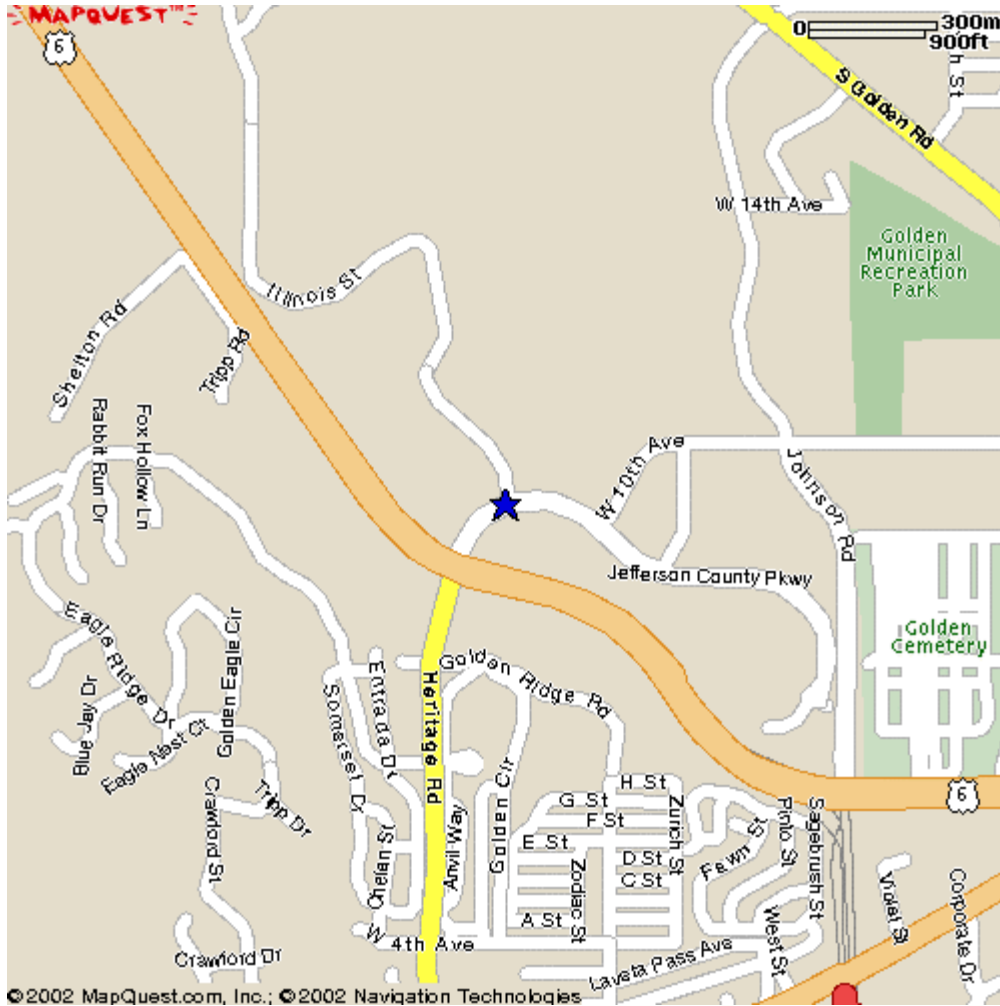 MAPQUEST™
6
0 300m
900ft
S Golden Rd
h St
W 14th Ave
Golden
Municipal
Recreation
Park
Illinois St
Shelton Rd
Tripp Rd
Rabbit Run Dr
Fox Hollow Ln
W 10th Ave
Johnson Rd
Jefferson County Pkwy
Golden
Cemetery
Eagle Ridge Dr
Golden Eagle Cir
Blue Jay Dr
Eagle Nest Ct
Entrada Dr
Somerset Dr
Heritage Rd
Golden Ridge Rd
Crawford St
Tripp Dr
Chelan St
Anvil Way
Golden Cir
H St
G St
F St
E St
D St
C St
A St
Zodiac St
Zurich St
Fawn St
Pinto St
Sagebrush St
6
Violet St
Corporate Dr
West St
W 4th Ave
Laveta Pass Ave
Crawford Dr
©2002 MapQuest.com, Inc.; ©2002 Navigation Technologies